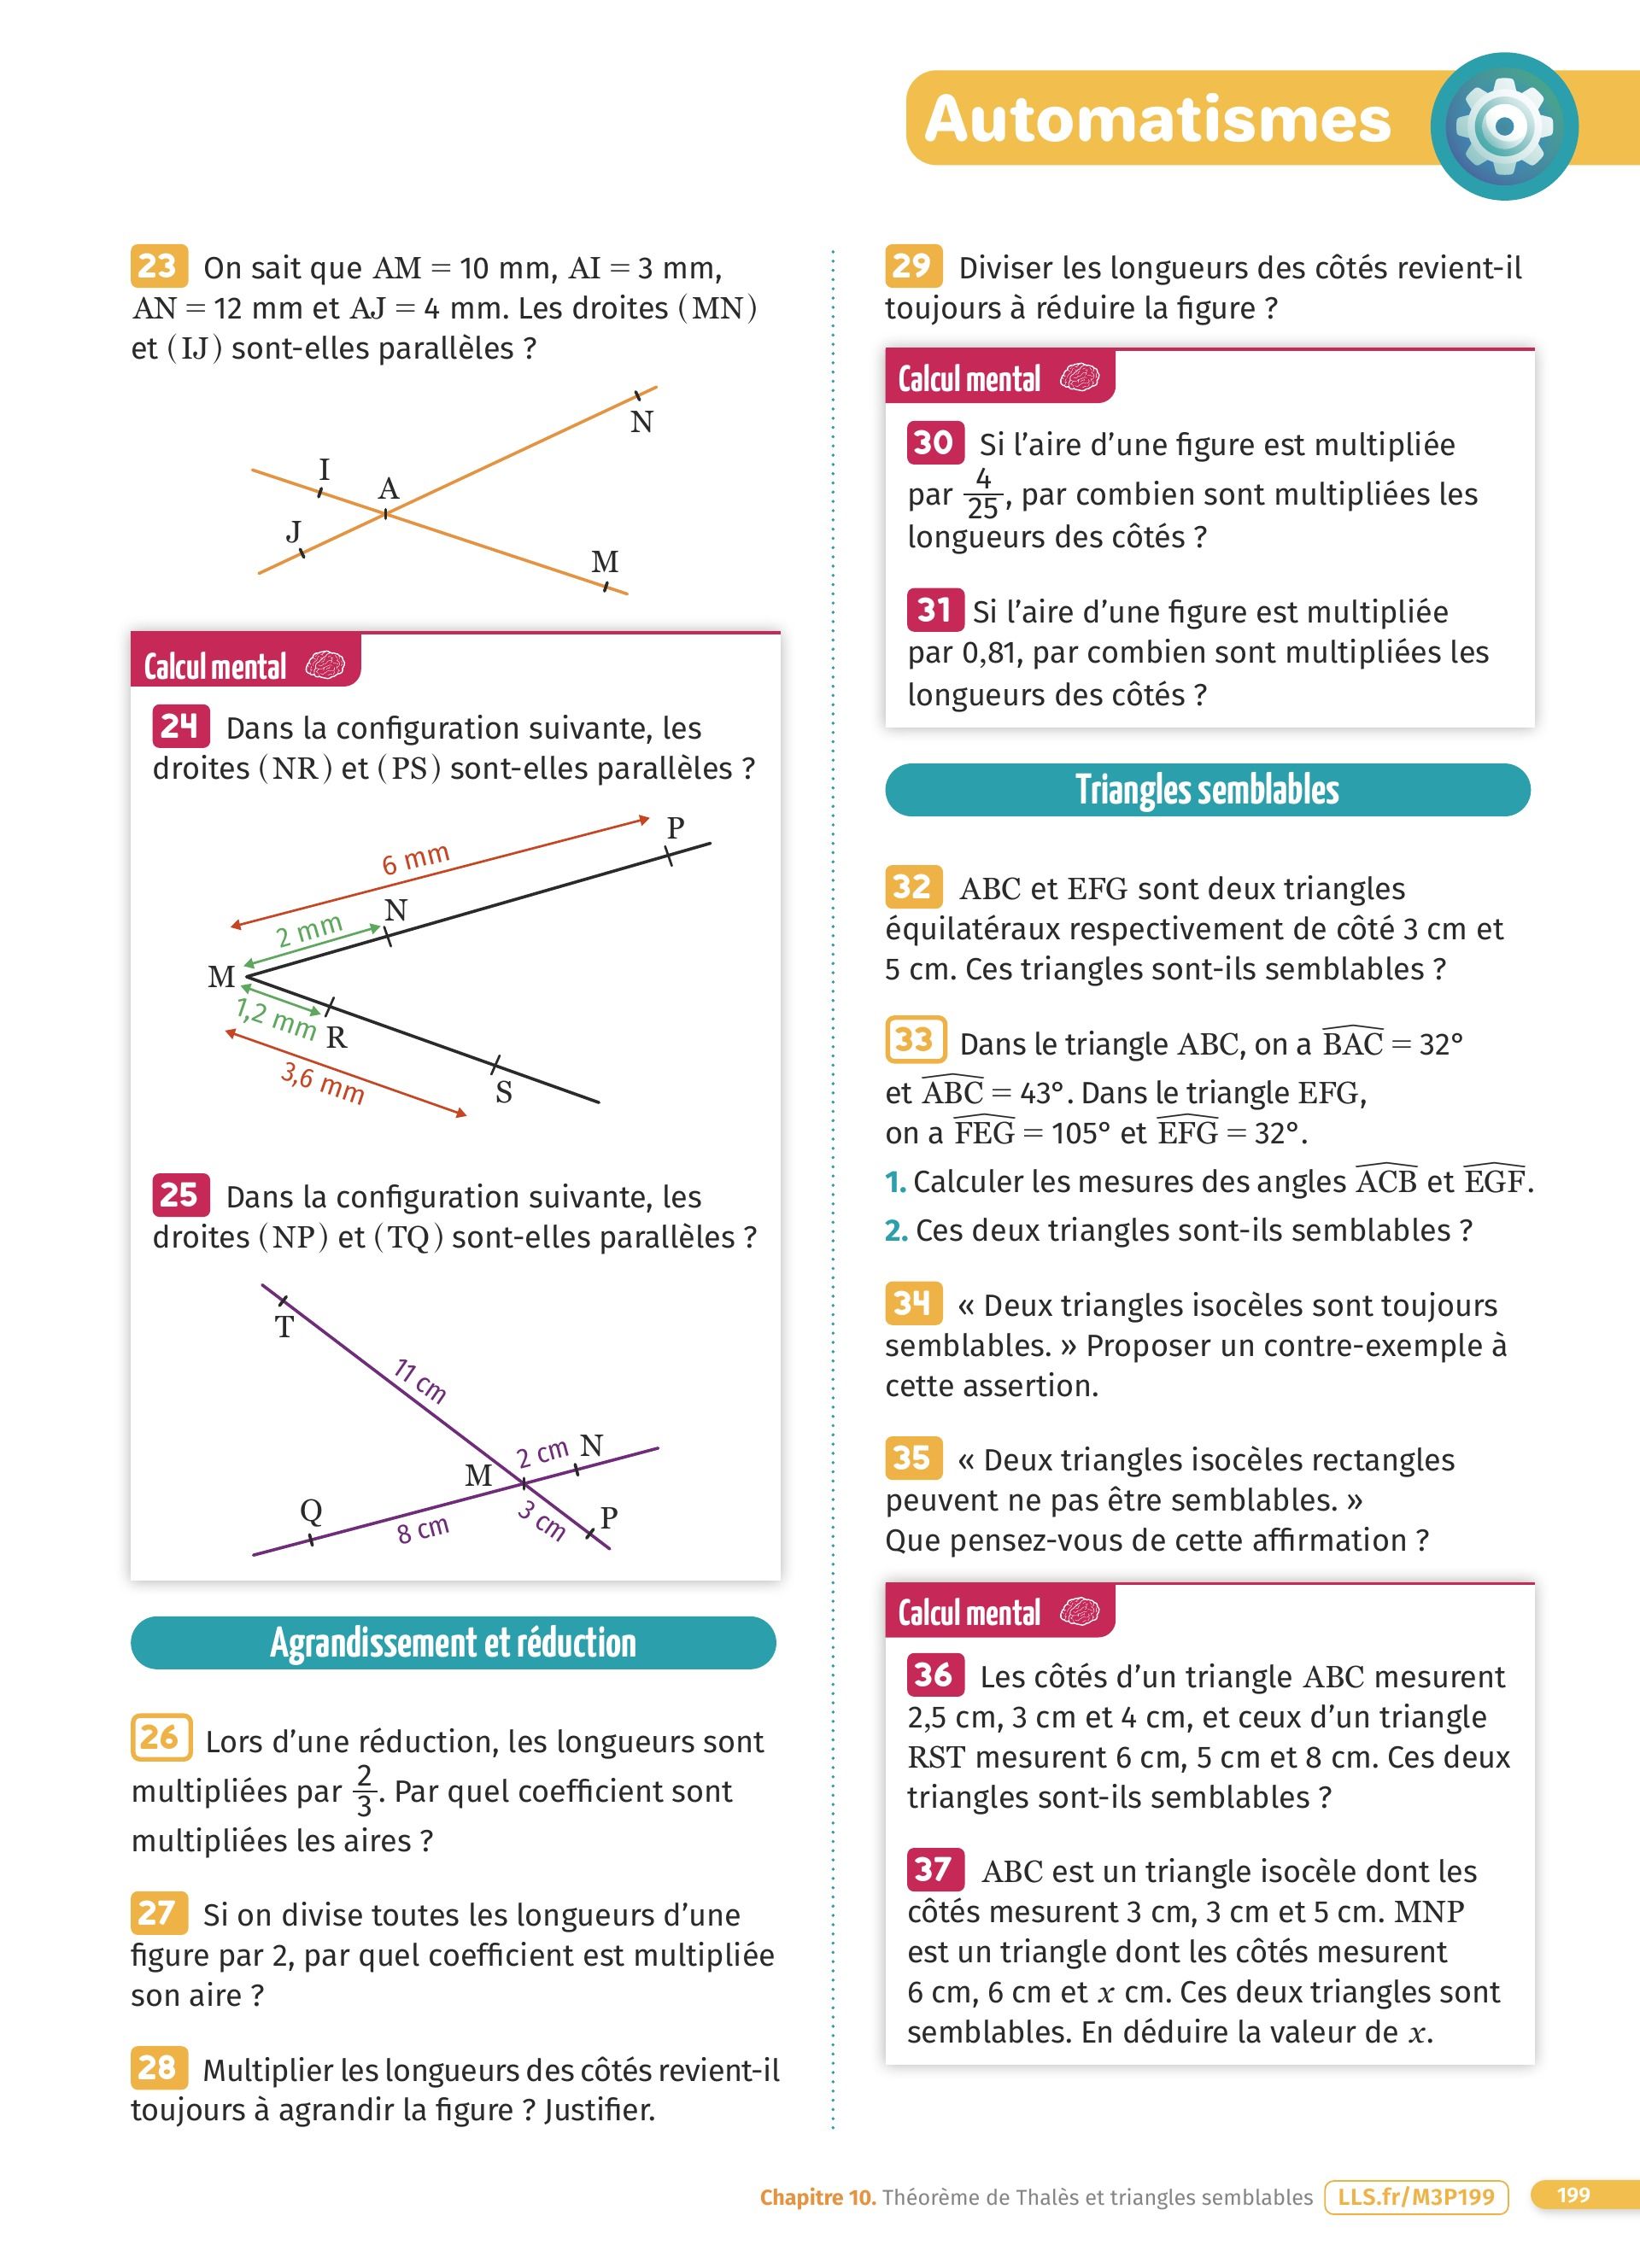 Automatismes
23 On sait que AM = 10 mm, AI = 3 mm,
AN = 12 mm et AJ = 4 mm. Les droites (MN)
et (IJ) sont-elles parallèles ?
N
I
A
J
M
Calcul mental
24 Dans la configuration suivante, les
droites (NR) et (PS) sont-elles parallèles ?
P
6 mm
N
2 mm
M
1,2 mm
R
3,6 mm
S
25 Dans la configuration suivante, les
droites (NP) et (TQ) sont-elles parallèles ?
T
11 cm
2 cm
N
M
Q
3 cm
P
8 cm
Agrandissement et réduction
26 Lors d’une réduction, les longueurs sont
multipliées par 2/3. Par quel coefficient sont
multipliées les aires ?
27 Si on divise toutes les longueurs d’une
figure par 2, par quel coefficient est multipliée
son aire ?
28 Multiplier les longueurs des côtés revient-il
toujours à agrandir la figure ? Justifier.
29 Diviser les longueurs des côtés revient-il
toujours à réduire la figure ?
Calcul mental
30 Si l’aire d’une figure est multipliée
par 4/25, par combien sont multipliées les
longueurs des côtés ?
31 Si l’aire d’une figure est multipliée
par 0,81, par combien sont multipliées les
longueurs des côtés ?
Triangles semblables
32 ABC et EFG sont deux triangles
équilatéraux respectivement de côté 3 cm et
5 cm. Ces triangles sont-ils semblables ?
33 Dans le triangle ABC, on a BAC = 32°
et ABC = 43°. Dans le triangle EFG,
on a FEG = 105° et EFG = 32°.
1. Calculer les mesures des angles ACB et EGF.
2. Ces deux triangles sont-ils semblables ?
34 « Deux triangles isocèles sont toujours
semblables. » Proposer un contre-exemple à
cette assertion.
35 « Deux triangles isocèles rectangles
peuvent ne pas être semblables. »
Que pensez-vous de cette affirmation ?
Calcul mental
36 Les côtés d’un triangle ABC mesurent
2,5 cm, 3 cm et 4 cm, et ceux d’un triangle
RST mesurent 6 cm, 5 cm et 8 cm. Ces deux
triangles sont-ils semblables ?
37 ABC est un triangle isocèle dont les
côtés mesurent 3 cm, 3 cm et 5 cm. MNP
est un triangle dont les côtés mesurent
6 cm, 6 cm et x cm. Ces deux triangles sont
semblables. En déduire la valeur de x.
Chapitre 10. Théorème de Thalès et triangles semblables LLS.fr/M3P199 199